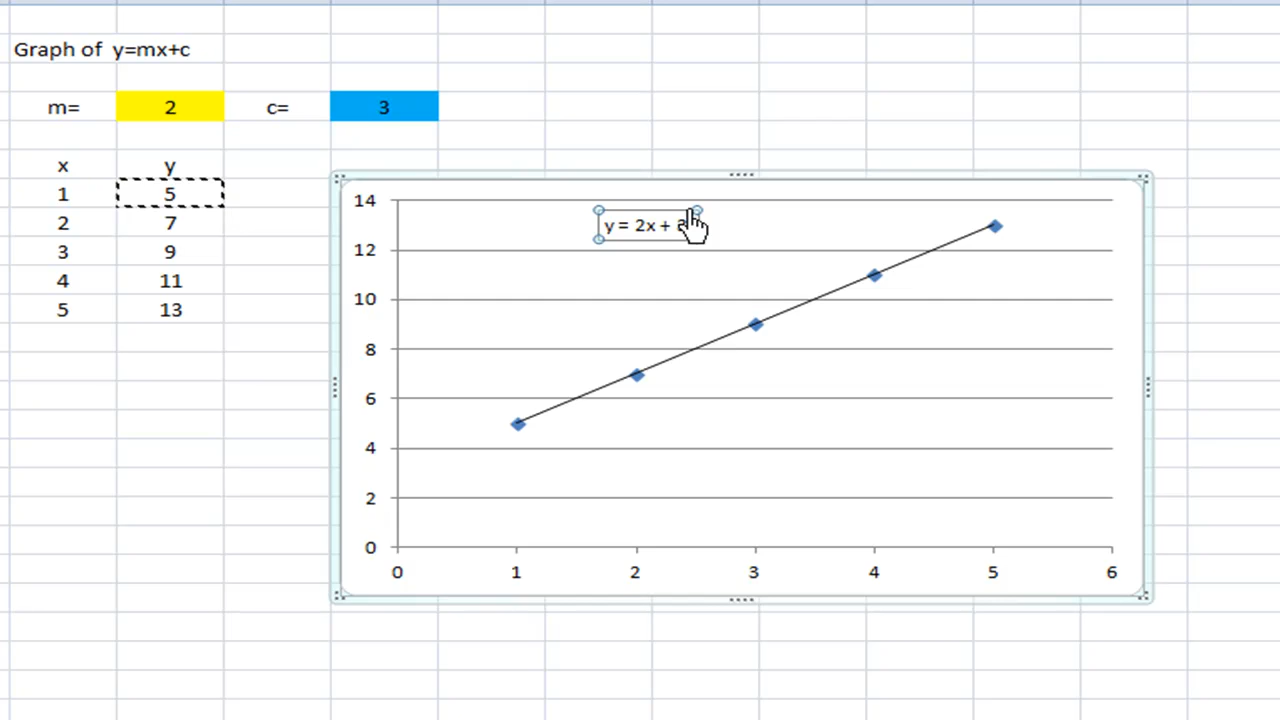 Graph of y=mx+c
m= 2 c= 3
x y
1 5
2 7
3 9
4 11
5 13
14
12
10
8
6
4
2
0
y = 2x +
0 1 2 3 4 5 6